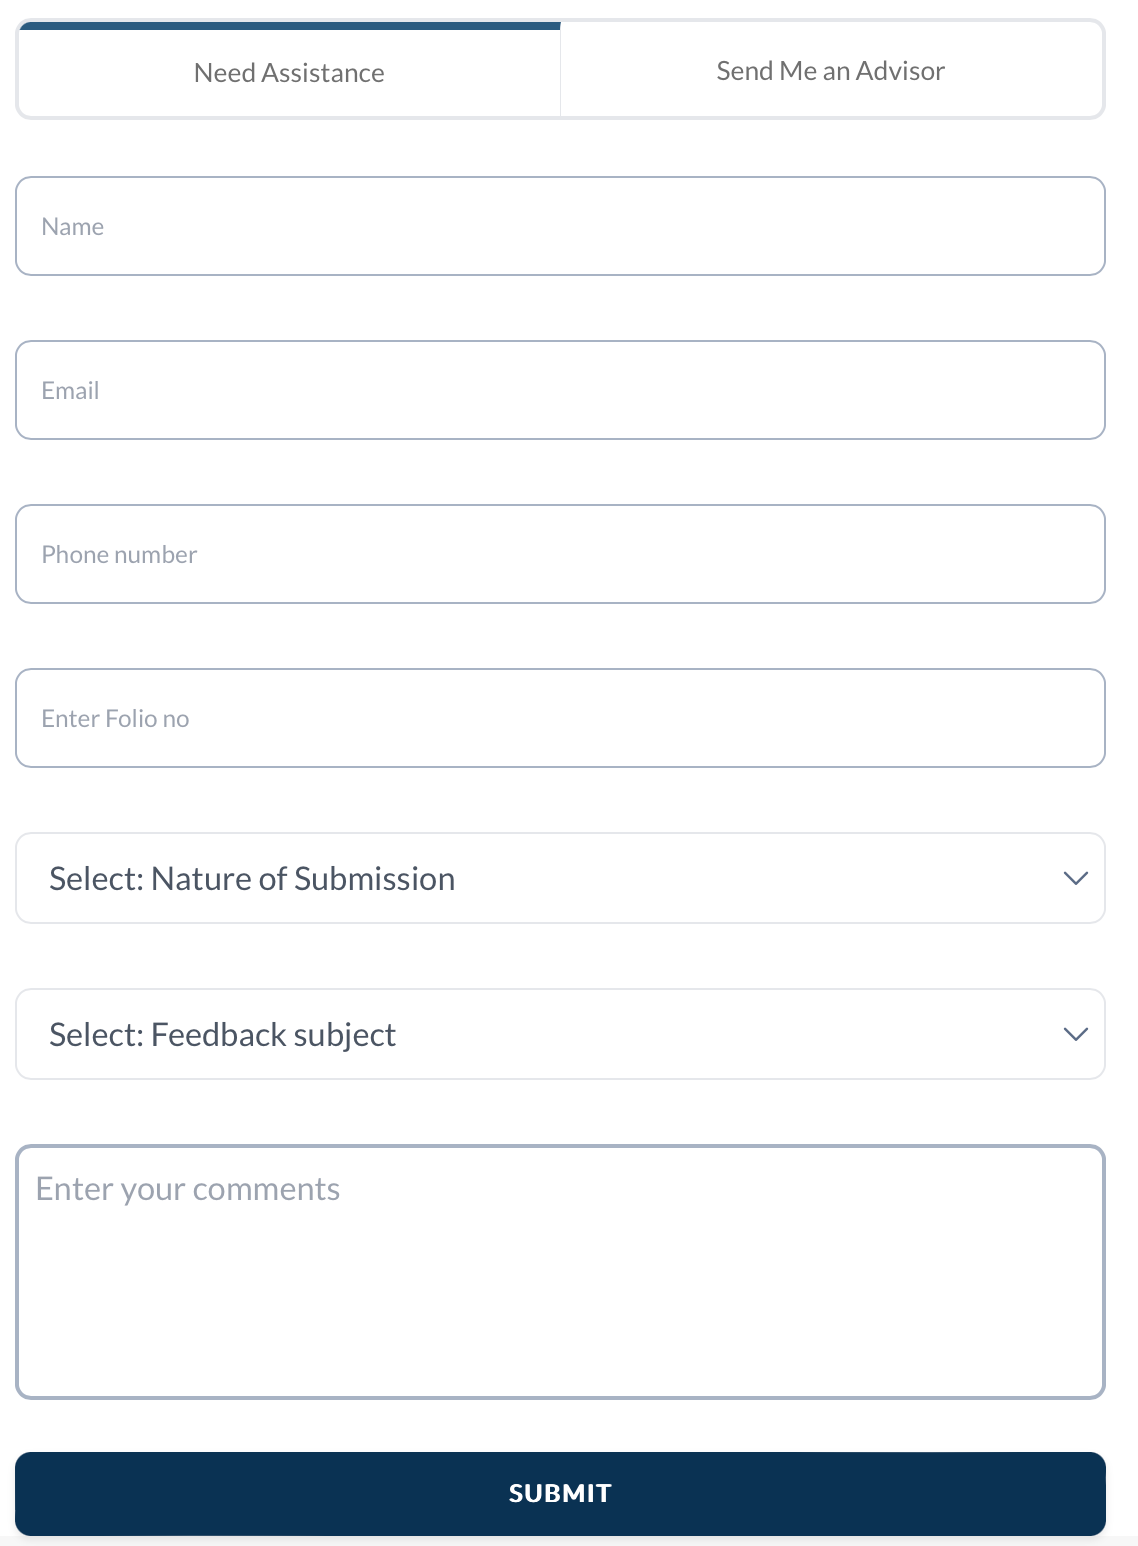 Need Assistance
Send Me an Advisor
Name
Email
Phone number
Enter Folio no
Select: Nature of Submission
Select: Feedback subject
Enter your comments
SUBMIT